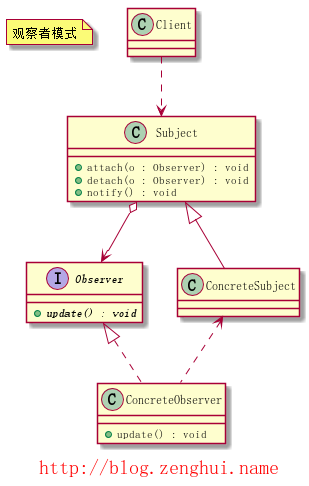 观察者模式
C Client
C Subject
attach(o : Observer) : void
detach(o : Observer) : void
notify() : void
I Observer
update() : void
C ConcreteSubject
C ConcreteObserver
update() : void
http://blog.zenghui.name